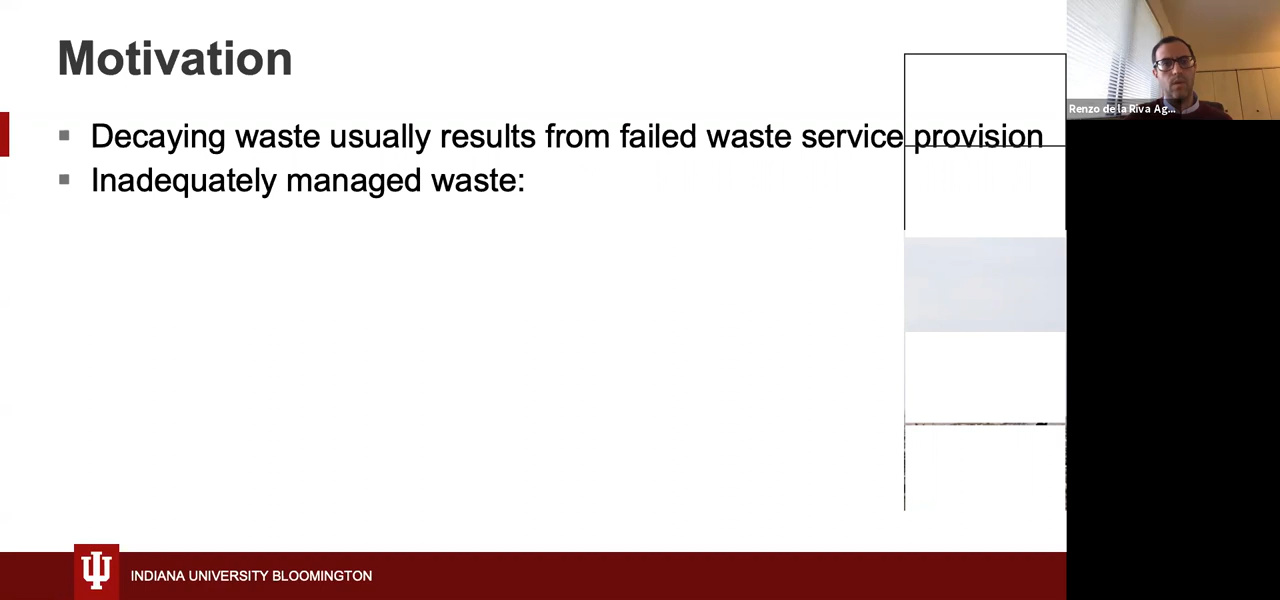 Motivation
Decaying waste usually results from failed waste service provision
Inadequately managed waste:
Renzo de la Riva Ag...
INDIANA UNIVERSITY BLOOMINGTON